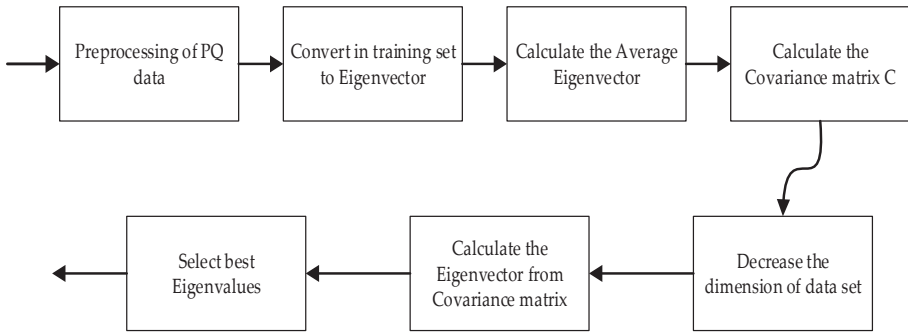 Preprocessing of PQ
data
Convert in training set
to Eigenvector
Calculate the Average
Eigenvector
Calculate the
Covariance matrix C
Select best
Eigenvalues
Calculate the
Eigenvector from
Covariance matrix
Decrease the
dimension of data set